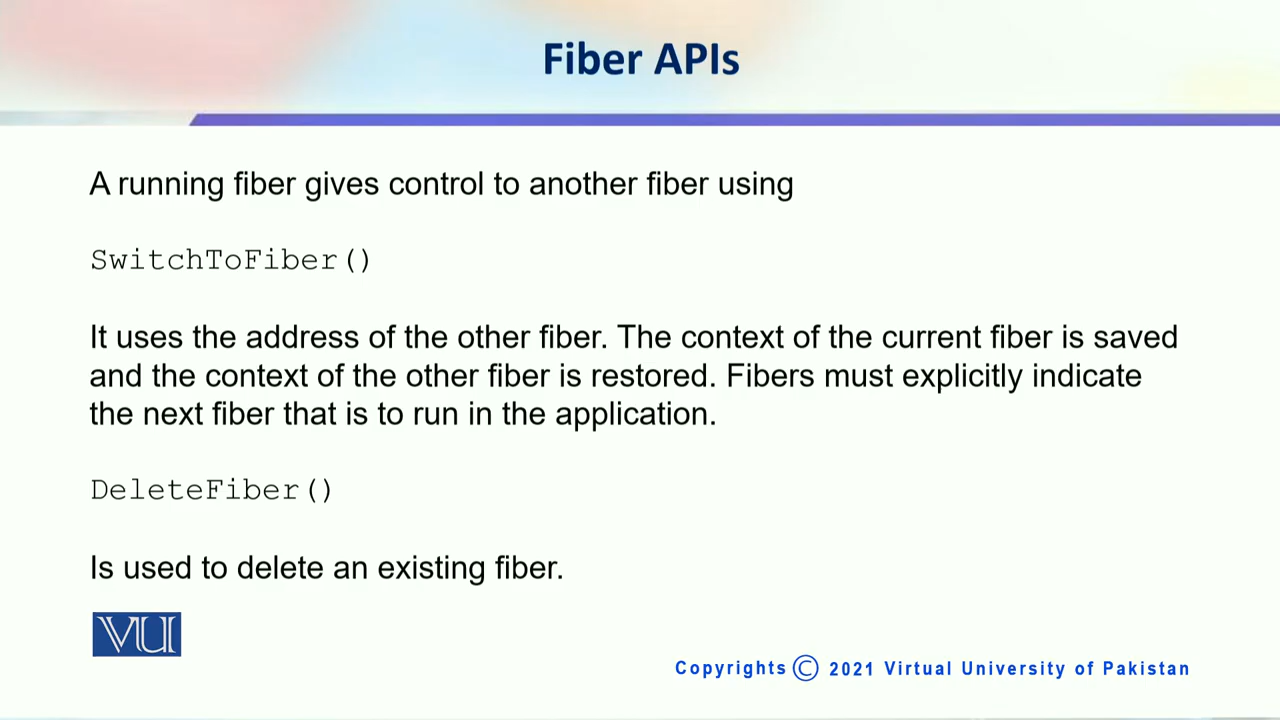 Fiber APIs
A running fiber gives control to another fiber using
SwitchToFiber()
It uses the address of the other fiber. The context of the current fiber is saved
and the context of the other fiber is restored. Fibers must explicitly indicate
the next fiber that is to run in the application.
DeleteFiber()
Is used to delete an existing fiber.
VU
Copyrights © 2021 Virtual University of Pakistan